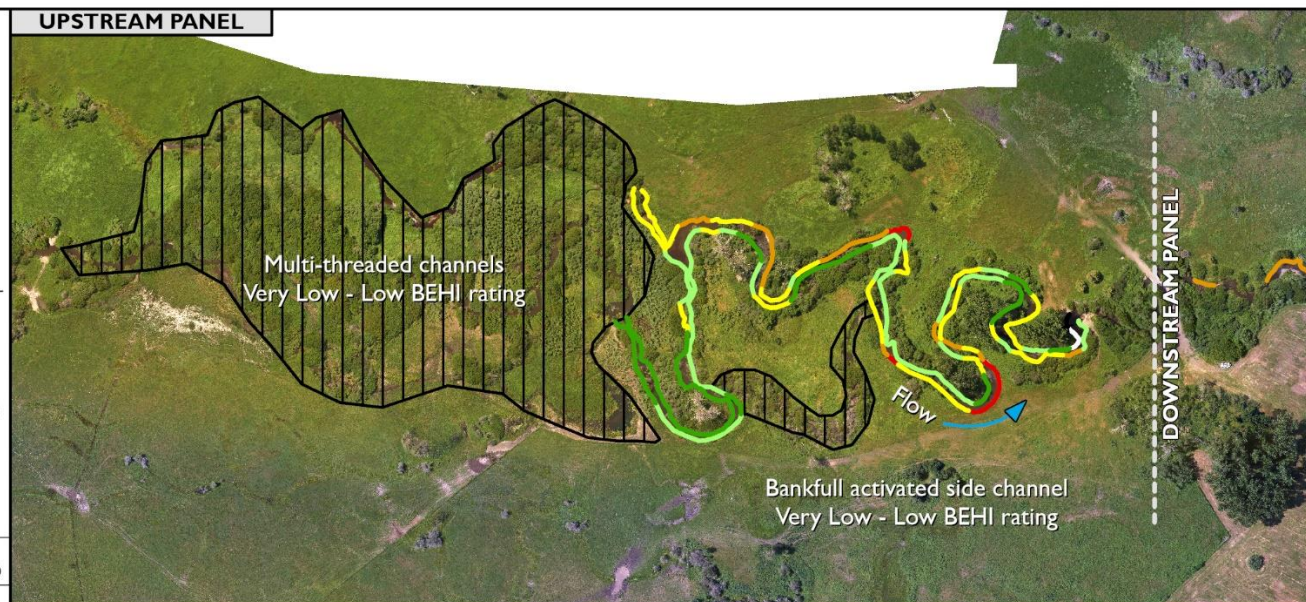 UPSTREAM PANEL
Multi-threaded channels
Very Low - Low BEHI rating
Flow
Bankfull activated side channel
Very Low - Low BEHI rating
DOWNSTREAM PANEL